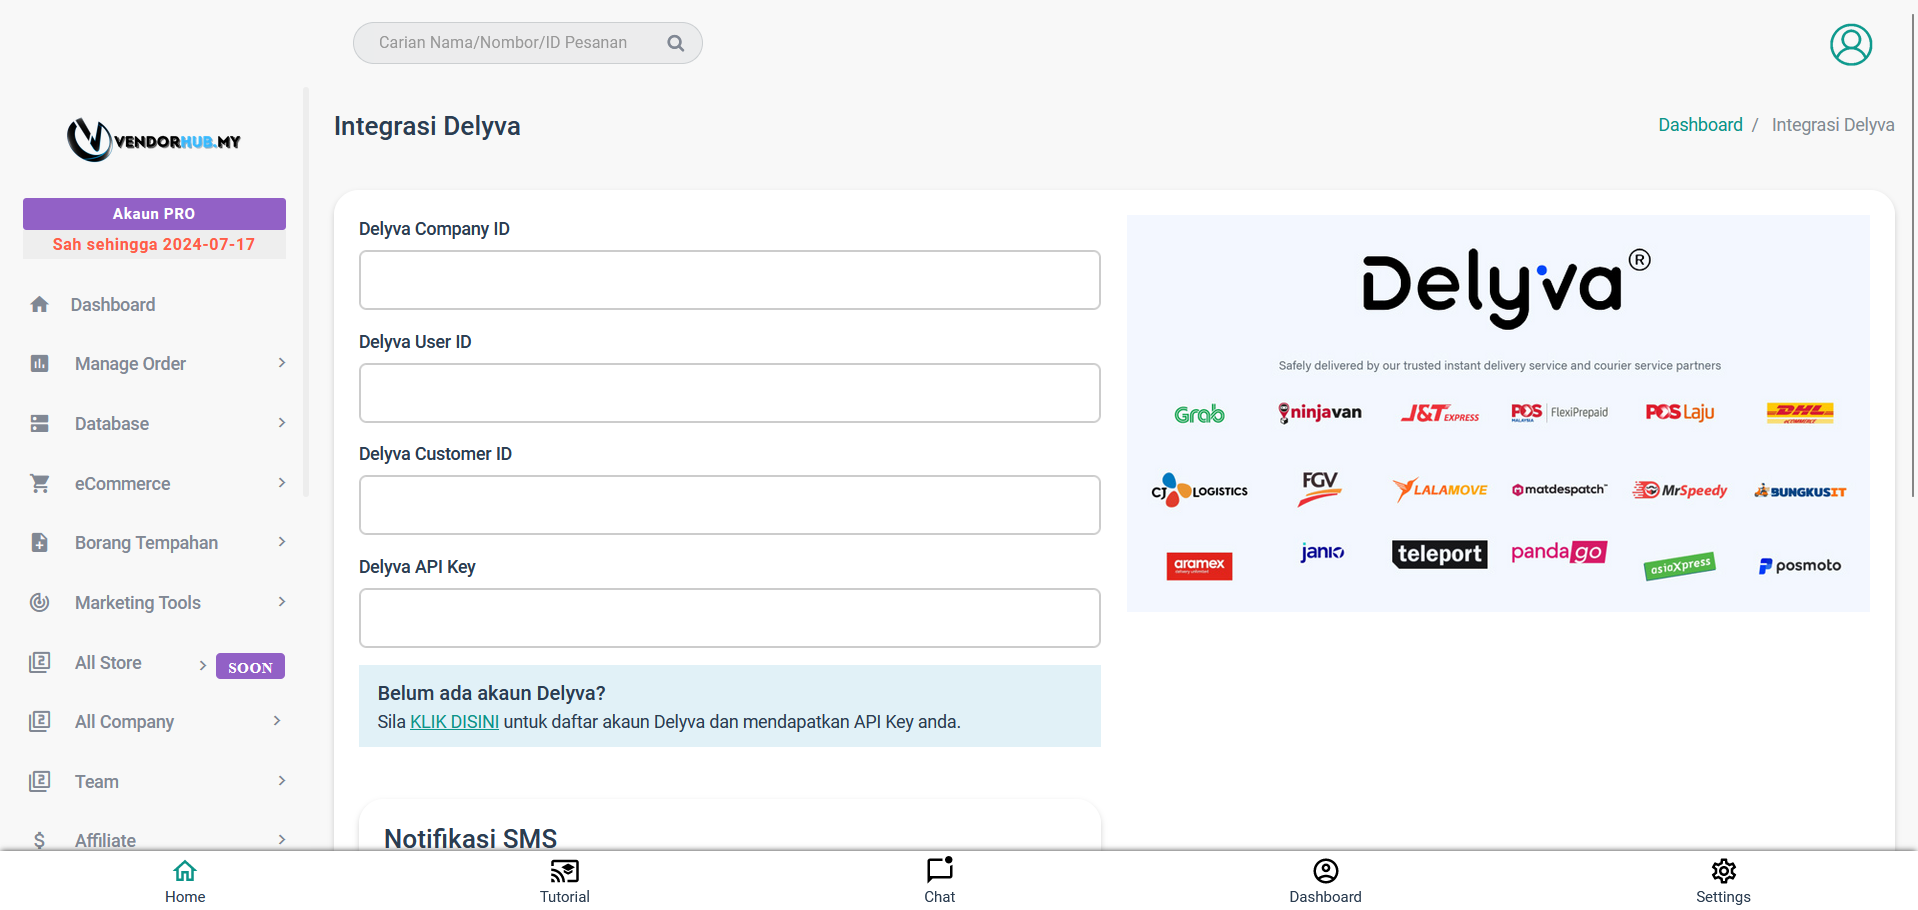 Carian Nama/Nombor/ID Pesanan
VENDORHUB.MY
Integrasi Delyva
Dashboard / Integrasi Delyva
Akaun PRO
Sah sehingga 2024-07-17
Dashboard
Manage Order
Database
eCommerce
Borang Tempahan
Marketing Tools
All Store SOON
All Company
Team
Affiliate
Delyva Company ID
Delyva User ID
Delyva Customer ID
Delyva API Key
Belum ada akaun Delyva?
Sila KLIK DISINI untuk daftar akaun Delyva dan mendapatkan API Key anda.
Notifikasi SMS
Delyva®
Safely delivered by our trusted instant delivery service and courier service partners
Grab ninjavan J&T EXPRESS POS MALAYSIA FlexiPrepaid POS Laju DHL eCOMMERCE
CJ LOGISTICS FGV LALAMOVE matdespatch™ MrSpeedy BUNGKUSIT
aramex janio teleport pandago asiaXpress posmoto
Home
Tutorial
Chat
Dashboard
Settings